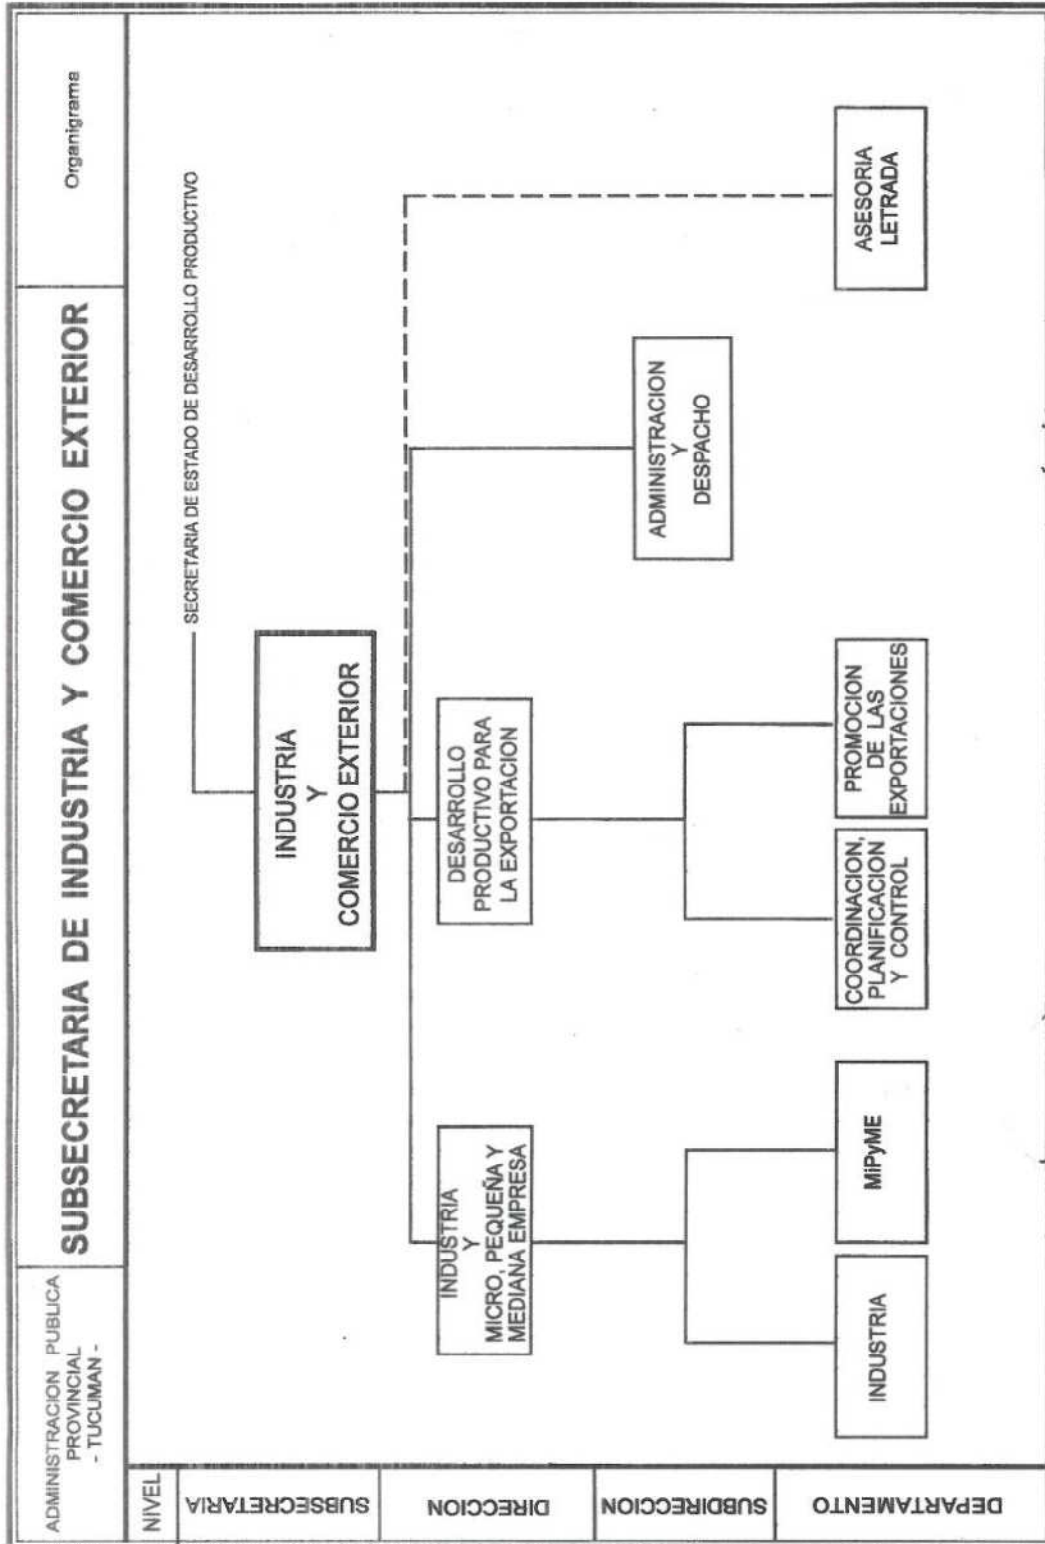 ADMINISTRACION PUBLICA
PROVINCIAL
- TUCUMAN -
SUBSECRETARIA DE INDUSTRIA Y COMERCIO EXTERIOR
Organigrama
NIVEL
SUBSECRETARIA
DIRECCION
SUBDIRECCION
DEPARTAMENTO
SECRETARIA DE ESTADO DE DESARROLLO PRODUCTIVO
INDUSTRIA
Y
COMERCIO EXTERIOR
INDUSTRIA
Y
MICRO, PEQUEÑA Y
MEDIANA EMPRESA
DESARROLLO
PRODUCTIVO PARA
LA EXPORTACION
ADMINISTRACION
Y
DESPACHO
INDUSTRIA
MiPyME
COORDINACION,
PLANIFICACION
Y CONTROL
PROMOCION
DE LAS
EXPORTACIONES
ASESORIA
LETRADA